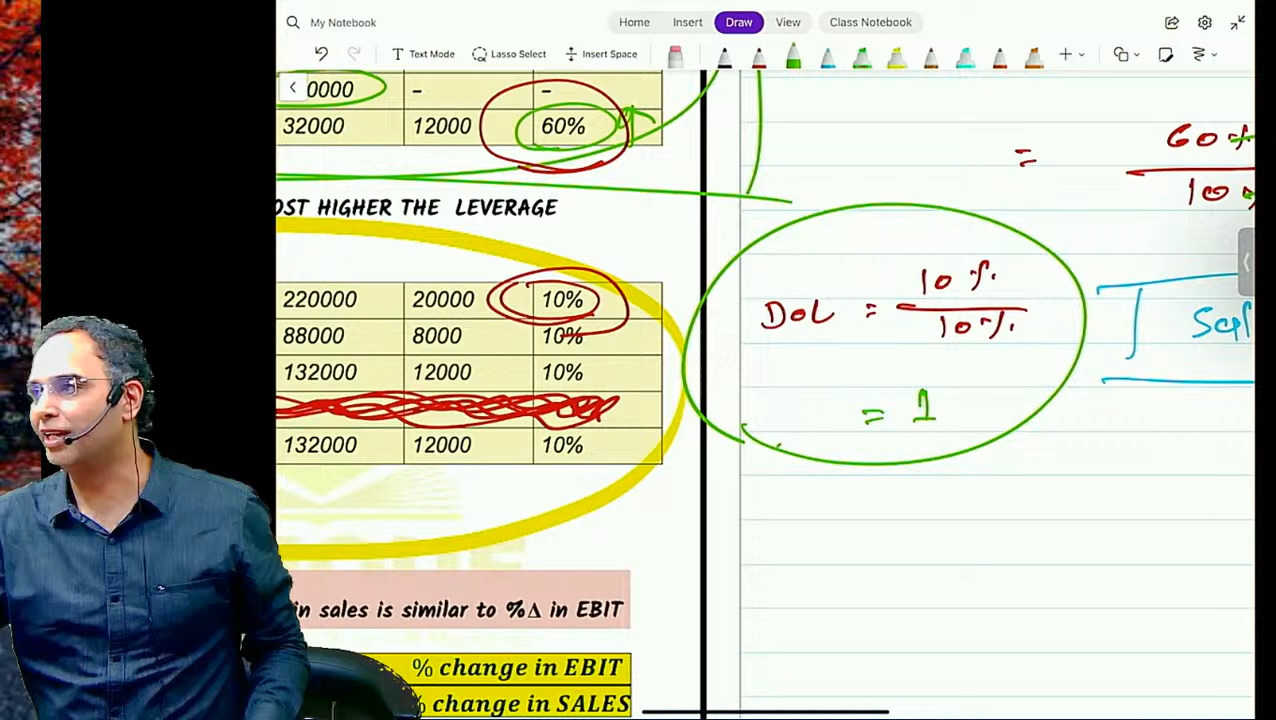 My Notebook
Home Insert Draw View Class Notebook
Text Mode Lasso Select Insert Space
0000 – –
32000 12000 60%
OST HIGHER THE LEVERAGE
220000 20000 10%
88000 8000 10%
132000 12000 10%
132000 12000 10%
in sales is similar to %Δ in EBIT
% change in EBIT
% change in SALES
= 60%
10%
DOL = 10%
10%
= 1